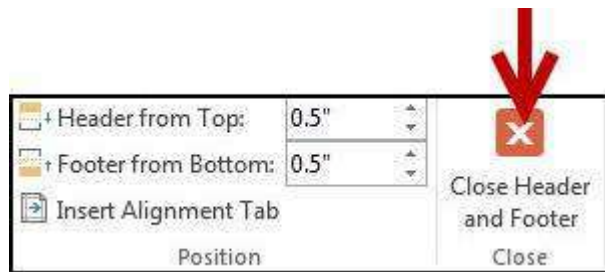 Header from Top: 0.5"
Footer from Bottom: 0.5"
Insert Alignment Tab
Position
Close Header
and Footer
Close